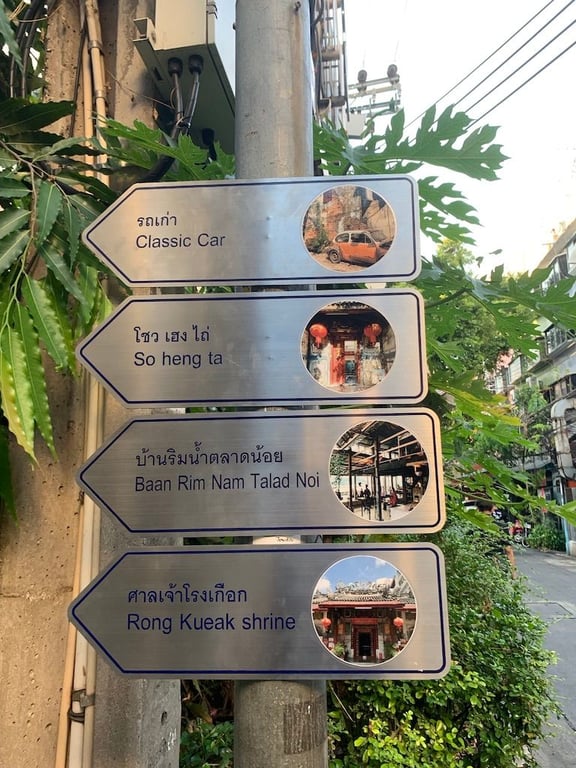 รถเก่า
Classic Car
โซว เฮง ไถ่
So heng ta
บ้านริมน้ำตลาดน้อย
Baan Rim Nam Talad Noi
ศาลเจ้าโรงเกือก
Rong Kueak shrine